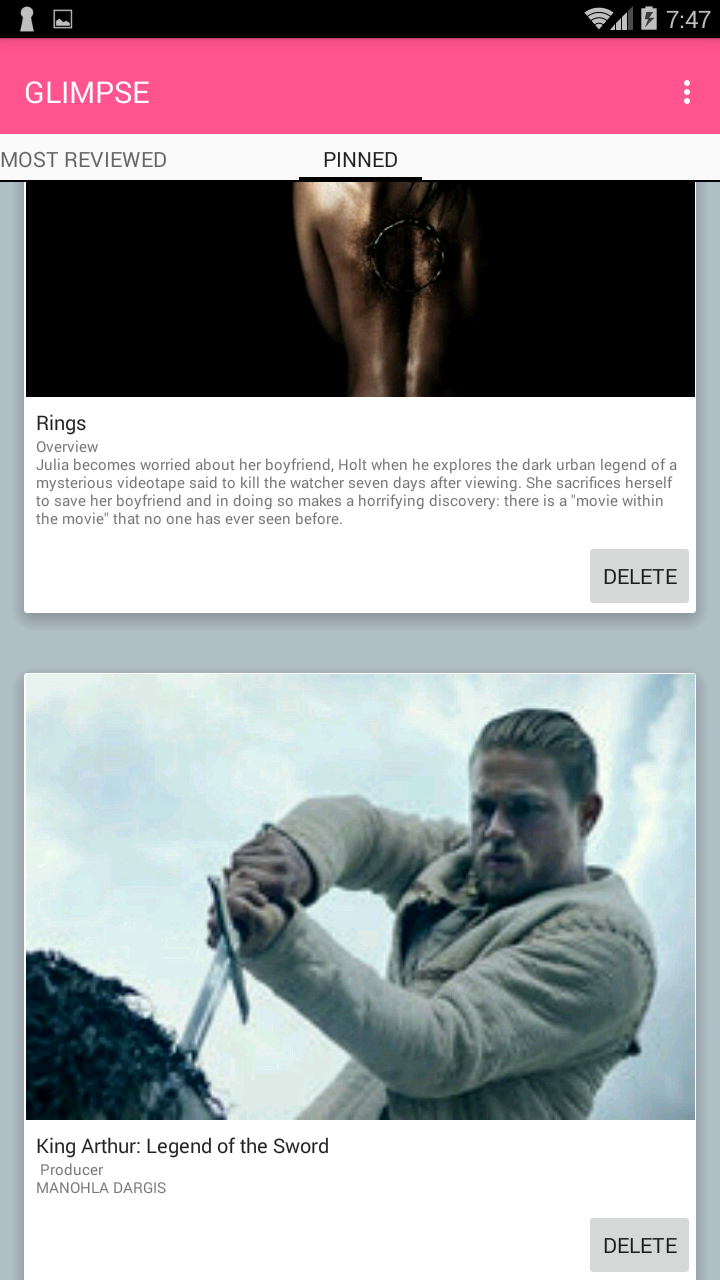 7:47
GLIMPSE
MOST REVIEWED
PINNED
Rings
Overview
Julia becomes worried about her boyfriend, Holt when he explores the dark urban legend of a
mysterious videotape said to kill the watcher seven days after viewing. She sacrifices herself
to save her boyfriend and in doing so makes a horrifying discovery: there is a "movie within
the movie" that no one has ever seen before.
DELETE
King Arthur: Legend of the Sword
Producer
MANOHLA DARGIS
DELETE